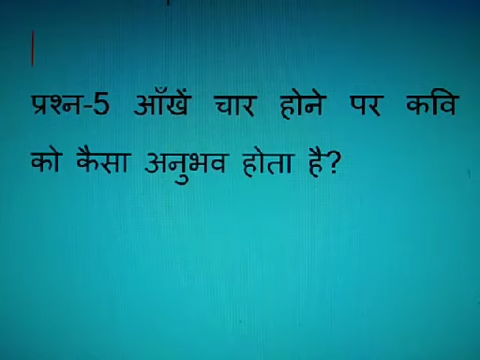 प्रश्न-5 आँखें चार होने पर कवि
को कैसा अनुभव होता है?